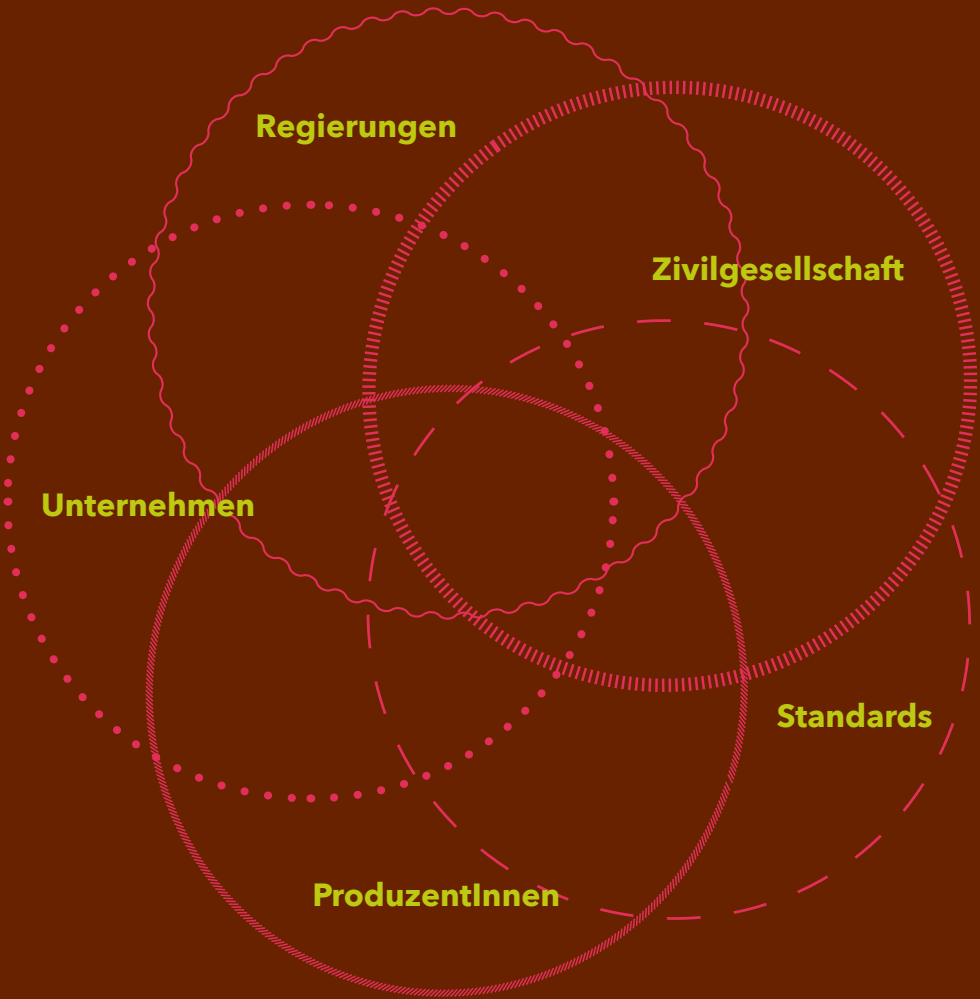 Regierungen
Zivilgesellschaft
Unternehmen
Standards
ProduzentInnen